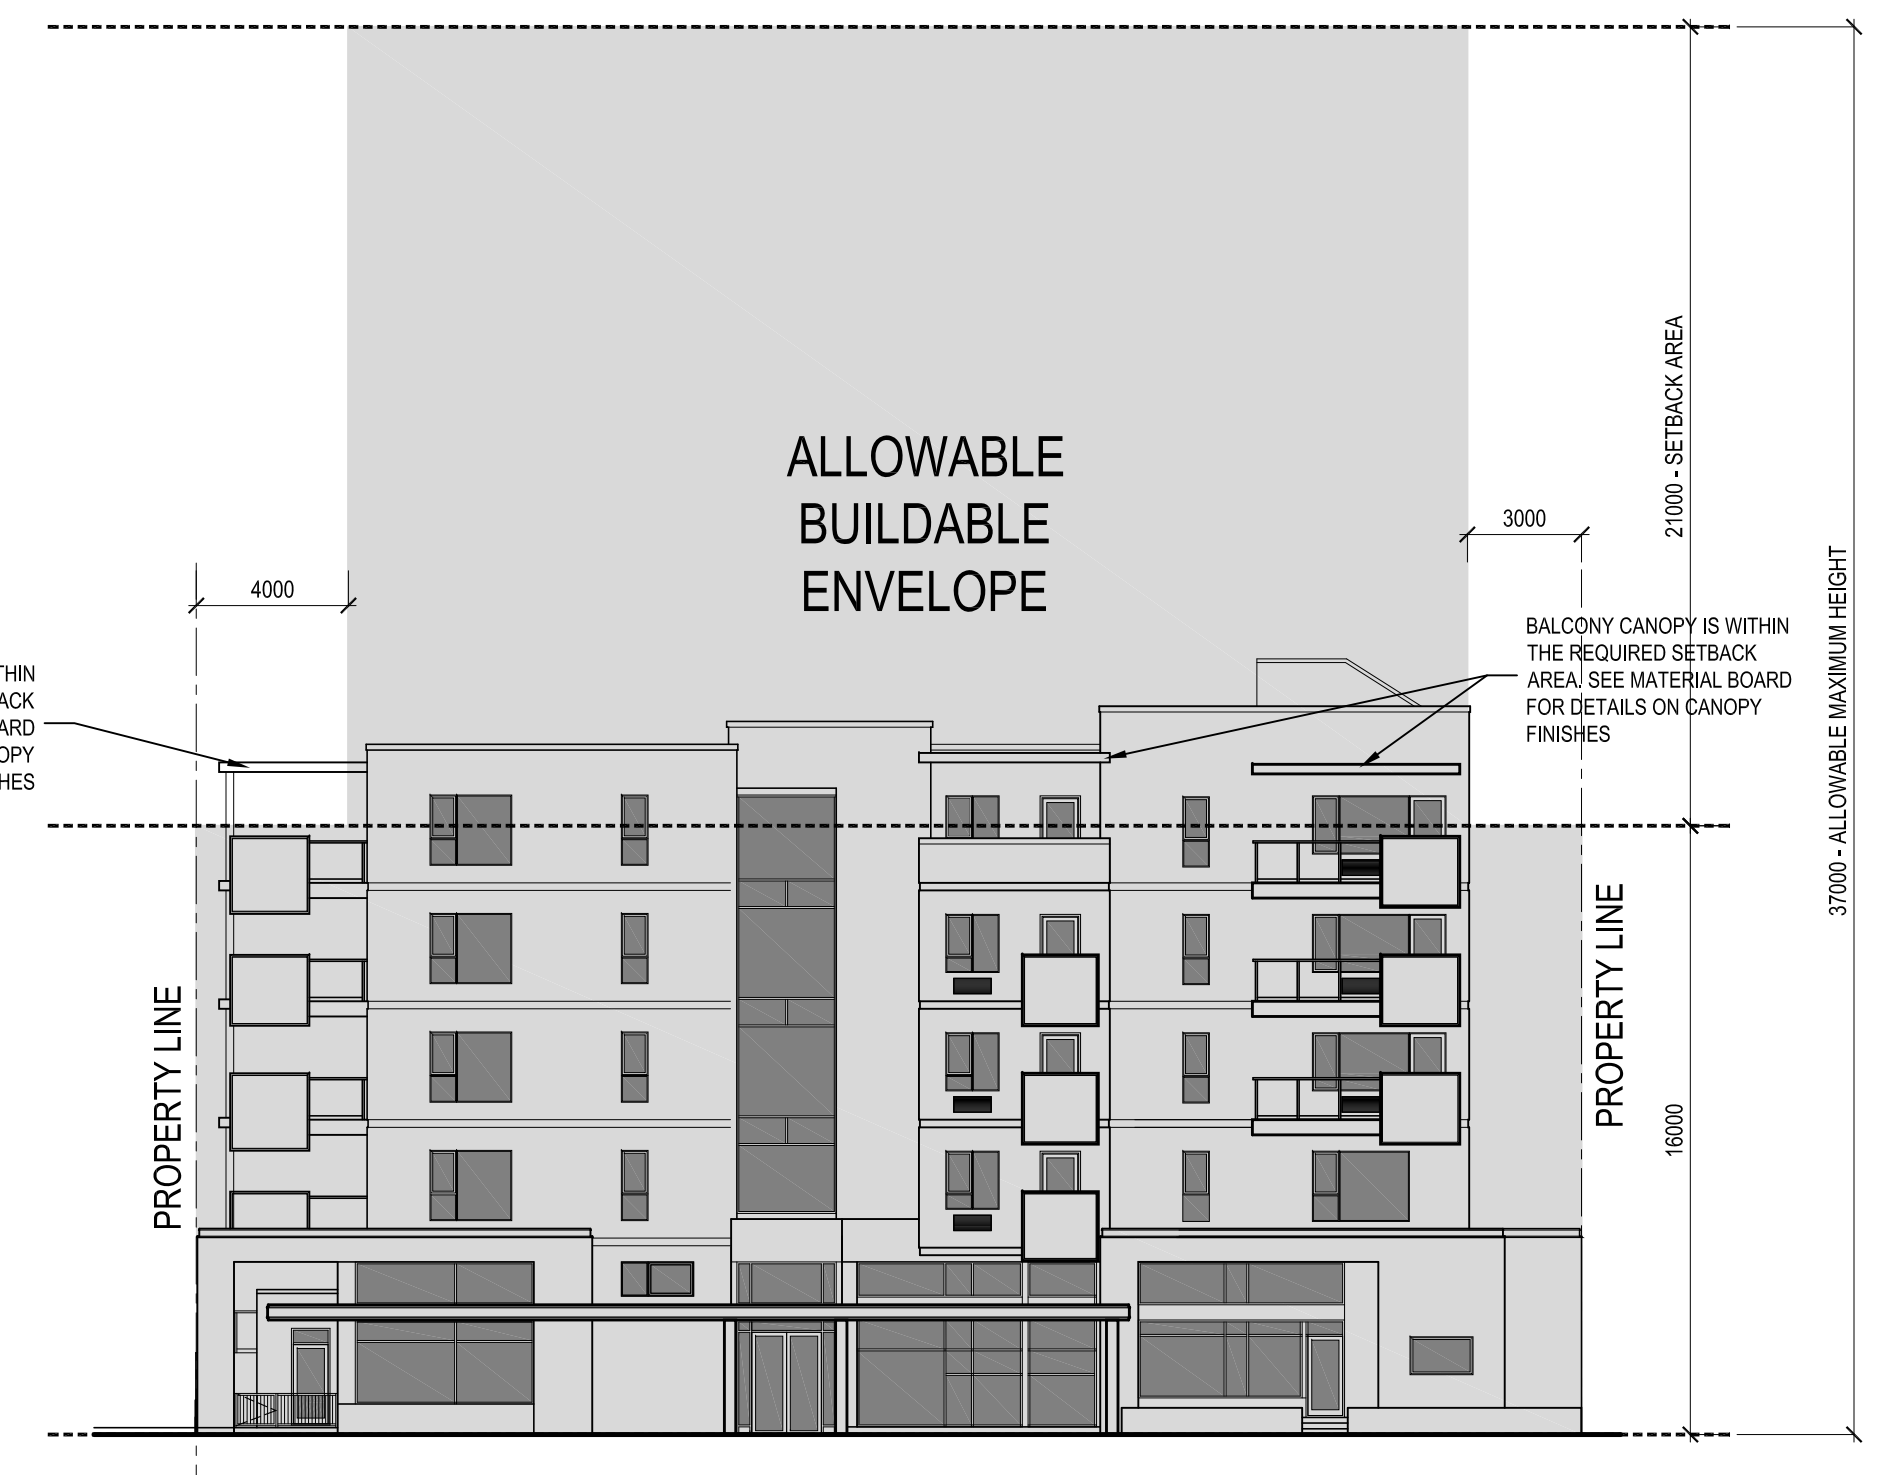 ALLOWABLE
BUILDABLE
ENVELOPE
21000 - SETBACK AREA
37000 - ALLOWABLE MAXIMUM HEIGHT
3000
4000
BALCONY CANOPY IS WITHIN
THE REQUIRED SETBACK
AREA. SEE MATERIAL BOARD
FOR DETAILS ON CANOPY
FINISHES
THIN
ACK
ARD
OPY
HES
PROPERTY LINE
PROPERTY LINE
16000